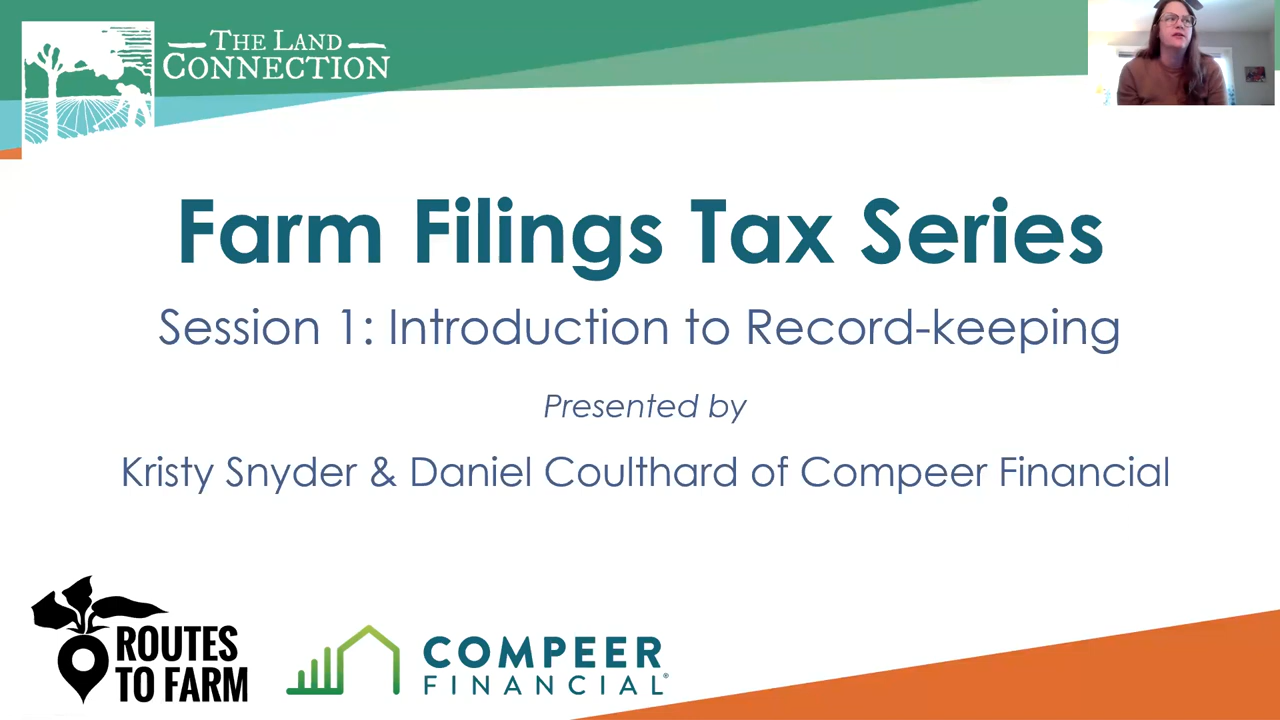 THE LAND
CONNECTION
Farm Filings Tax Series
Session 1: Introduction to Record-keeping
Presented by
Kristy Snyder & Daniel Coulthard of Compeer Financial
ROUTES
TO FARM
COMPEER
FINANCIAL®